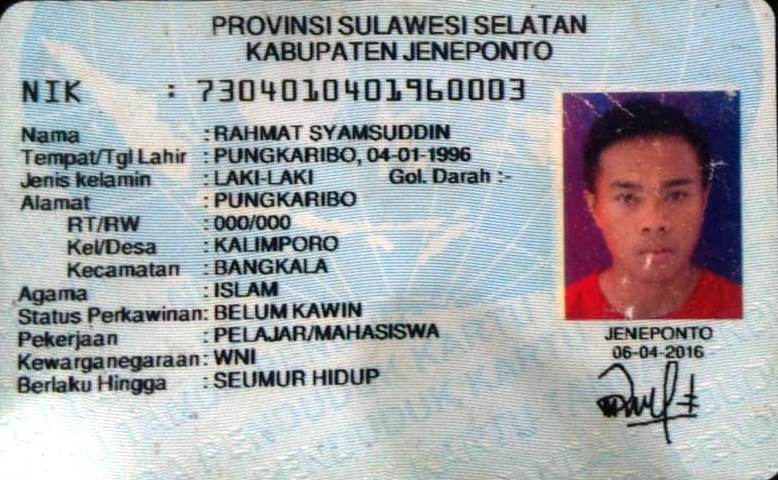 PROVINSI SULAWESI SELATAN
KABUPATEN JENEPONTO
NIK : 7304010401960003
Nama : RAHMAT SYAMSUDDIN
Tempat/Tgl Lahir : PUNGKARIBO, 04-01-1996
Jenis kelamin : LAKI-LAKI Gol. Darah :-
Alamat : PUNGKARIBO
RT/RW : 000/000
Kel/Desa : KALIMPORO
Kecamatan : BANGKALA
Agama : ISLAM
Status Perkawinan: BELUM KAWIN
Pekerjaan : PELAJAR/MAHASISWA
Kewarganegaraan: WNI
Berlaku Hingga : SEUMUR HIDUP
JENEPONTO
06-04-2016